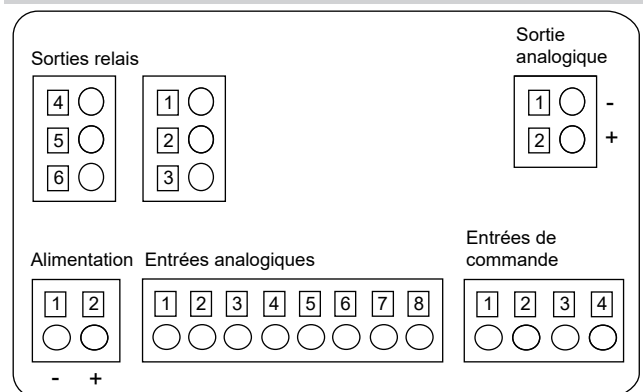 Sorties relais
4 1
5 2
6 3
Sortie
analogique
1 -
2 +
Alimentation
1 2
- +
Entrées analogiques
1 2 3 4 5 6 7 8
Entrées de
commande
1 2 3 4